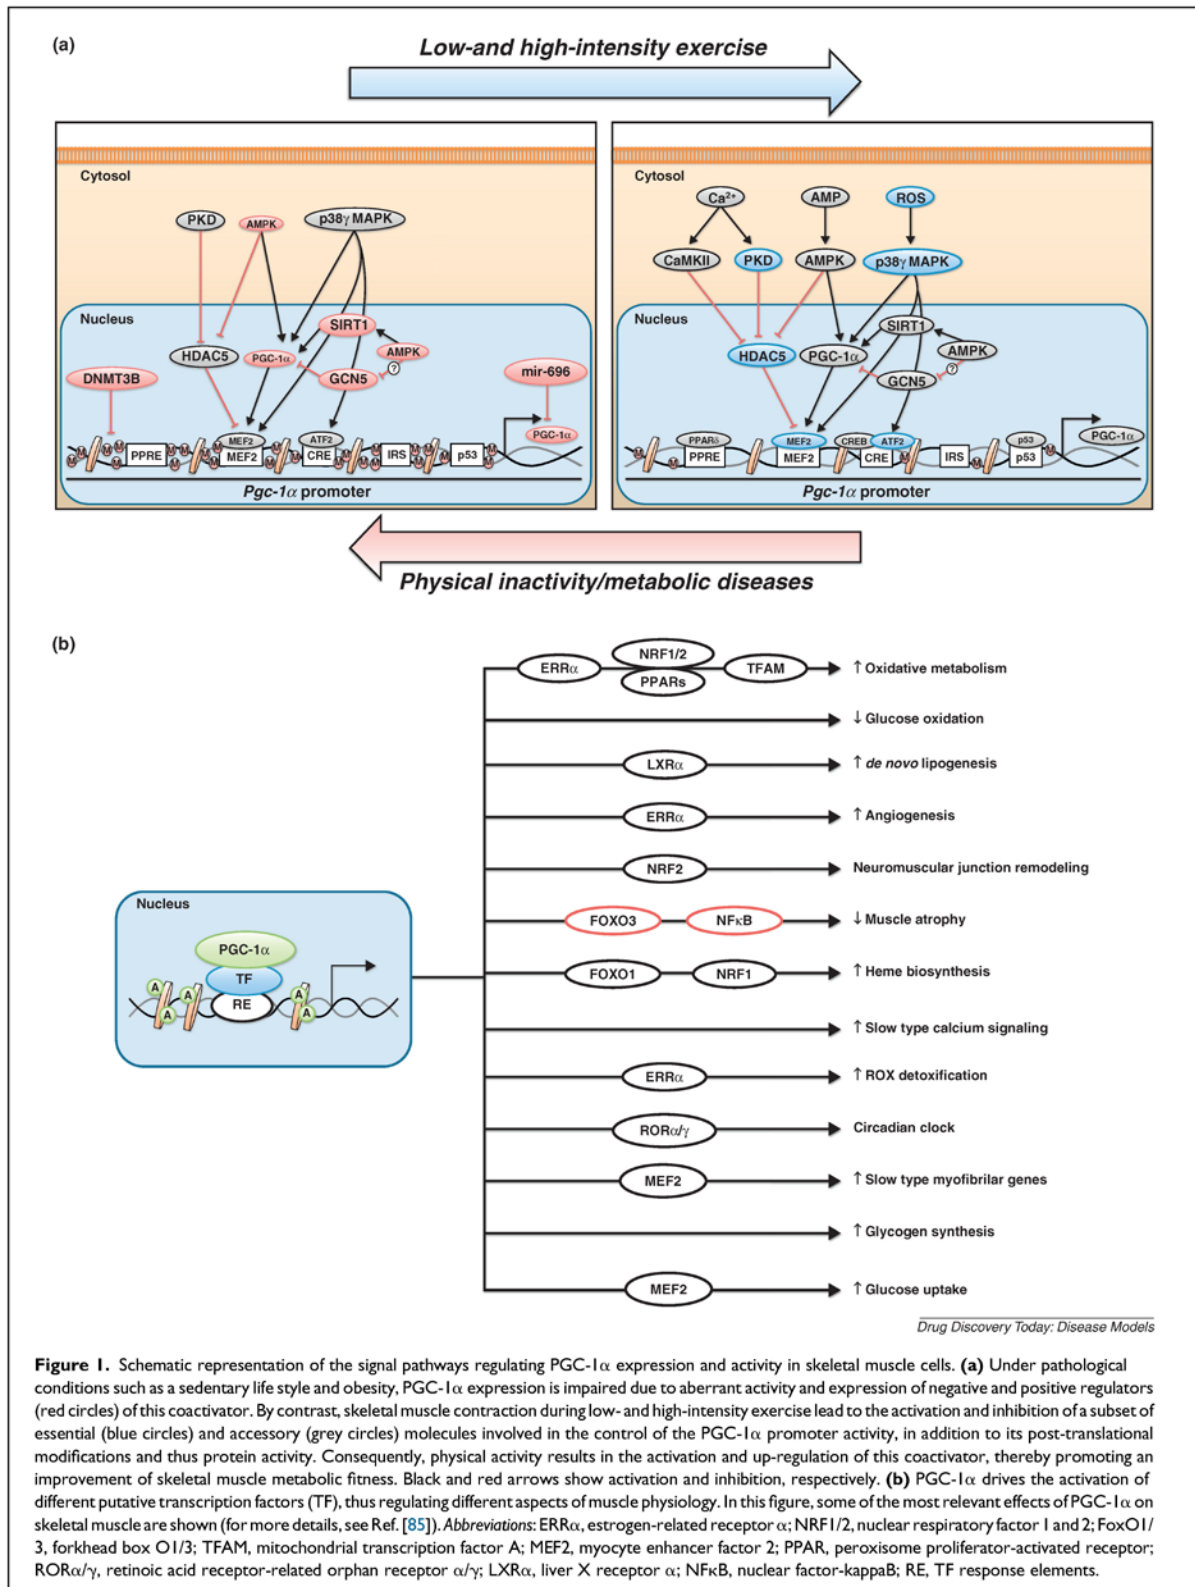 (a)
Low-and high-intensity exercise
Cytosol
PKD
AMPK
p38γ MAPK
Nucleus
SIRT1
HDAC5
PGC-1α
AMPK
?
DNMT3B
GCN5
mir-696
MEF2
ATF2
PGC-1α
M M M M M M M M M M M M M M M M M M
PPRE
MEF2
CRE
IRS
p53
Pgc-1α promoter
Cytosol
Ca2+
AMP
ROS
CaMKII
PKD
AMPK
p38γ MAPK
Nucleus
SIRT1
HDAC5
PGC-1α
AMPK
?
GCN5
PPARδ
MEF2
CREB
ATF2
p53
PGC-1α
M M M M
PPRE
MEF2
CRE
IRS
p53
Pgc-1α promoter
Physical inactivity/metabolic diseases
(b)
ERRα
NRF1/2
PPARs
TFAM
↑ Oxidative metabolism
↓ Glucose oxidation
LXRα
↑ de novo lipogenesis
ERRα
↑ Angiogenesis
NRF2
Neuromuscular junction remodeling
FOXO3
NFκB
↓ Muscle atrophy
FOXO1
NRF1
↑ Heme biosynthesis
↑ Slow type calcium signaling
ERRα
↑ ROX detoxification
RORα/γ
Circadian clock
MEF2
↑ Slow type myofibrilar genes
↑ Glycogen synthesis
MEF2
↑ Glucose uptake
Nucleus
PGC-1α
TF
RE
A A A A A
Drug Discovery Today: Disease Models
Figure 1. Schematic representation of the signal pathways regulating PGC-1α expression and activity in skeletal muscle cells. (a) Under pathological
conditions such as a sedentary life style and obesity, PGC-1α expression is impaired due to aberrant activity and expression of negative and positive regulators
(red circles) of this coactivator. By contrast, skeletal muscle contraction during low- and high-intensity exercise lead to the activation and inhibition of a subset of
essential (blue circles) and accessory (grey circles) molecules involved in the control of the PGC-1α promoter activity, in addition to its post-translational
modifications and thus protein activity. Consequently, physical activity results in the activation and up-regulation of this coactivator, thereby promoting an
improvement of skeletal muscle metabolic fitness. Black and red arrows show activation and inhibition, respectively. (b) PGC-1α drives the activation of
different putative transcription factors (TF), thus regulating different aspects of muscle physiology. In this figure, some of the most relevant effects of PGC-1α on
skeletal muscle are shown (for more details, see Ref. [85]). Abbreviations: ERRα, estrogen-related receptor α; NRF1/2, nuclear respiratory factor 1 and 2; FoxO1/
3, forkhead box O1/3; TFAM, mitochondrial transcription factor A; MEF2, myocyte enhancer factor 2; PPAR, peroxisome proliferator-activated receptor;
RORα/γ, retinoic acid receptor-related orphan receptor α/γ; LXRα, liver X receptor α; NFκB, nuclear factor-kappaB; RE, TF response elements.